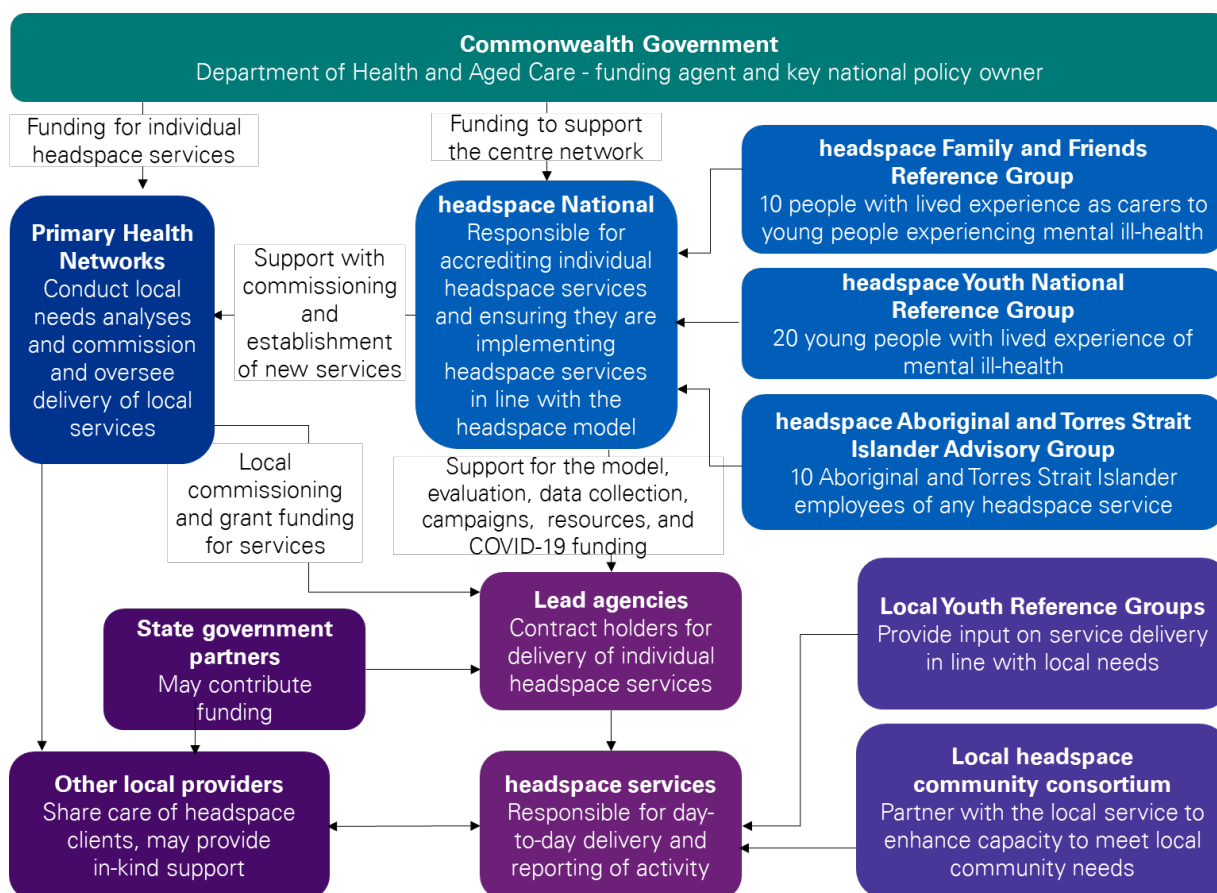 Commonwealth Government
Department of Health and Aged Care - funding agent and key national policy owner
Funding for individual
headspace services
Funding to support
the centre network
headspace Family and Friends
Reference Group
10 people with lived experience as carers to
young people experiencing mental ill-health
Primary Health
Networks
Conduct local
needs analyses
and commission
and oversee
delivery of local
services
Support with
commissioning
and
establishment
of new services
headspace National
Responsible for
accrediting individual
headspace services
and ensuring they are
implementing
headspace services
in line with the
headspace model
headspace Youth National
Reference Group
20 young people with lived experience of
mental ill-health
headspace Aboriginal and Torres Strait
Islander Advisory Group
10 Aboriginal and Torres Strait Islander
employees of any headspace service
Local
commissioning
and grant funding
for services
Support for the model,
evaluation, data collection,
campaigns, resources, and
COVID-19 funding
State government
partners
May contribute
funding
Lead agencies
Contract holders for
delivery of individual
headspace services
Local Youth Reference Groups
Provide input on service delivery
in line with local needs
Other local providers
Share care of headspace
clients, may provide
in-kind support
headspace services
Responsible for day-
to-day delivery and
reporting of activity
Local headspace
community consortium
Partner with the local service to
enhance capacity to meet local
community needs